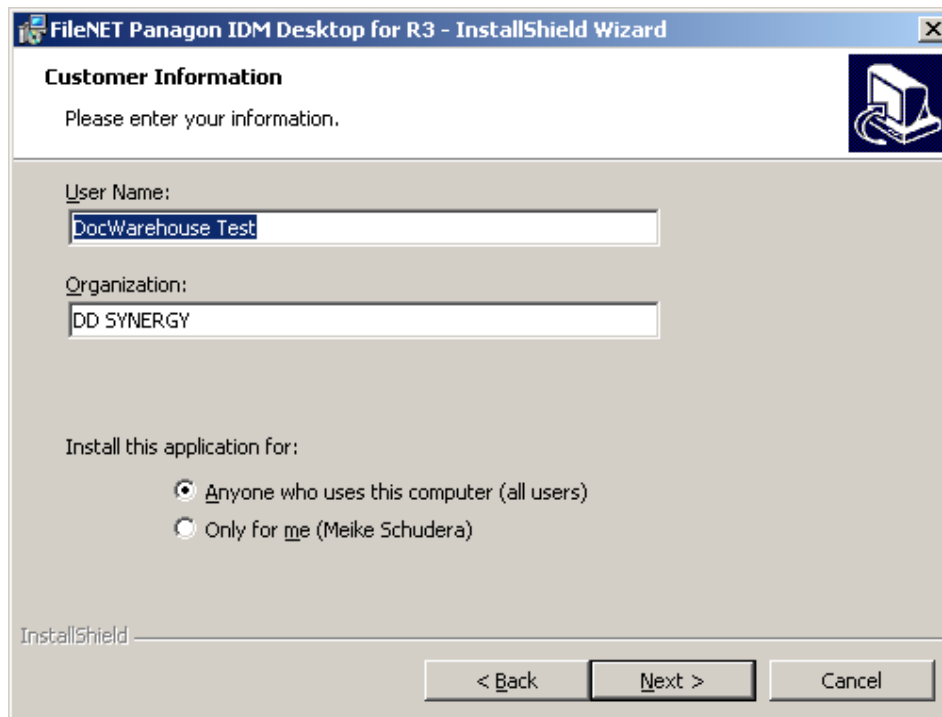 FileNET Panagon IDM Desktop for R3 - InstallShield Wizard
Customer Information
Please enter your information.
User Name:
DocWarehouse Test
Organization:
DD SYNERGY
Install this application for:
Anyone who uses this computer (all users)
Only for me (Meike Schudera)
InstallShield
< Back
Next >
Cancel